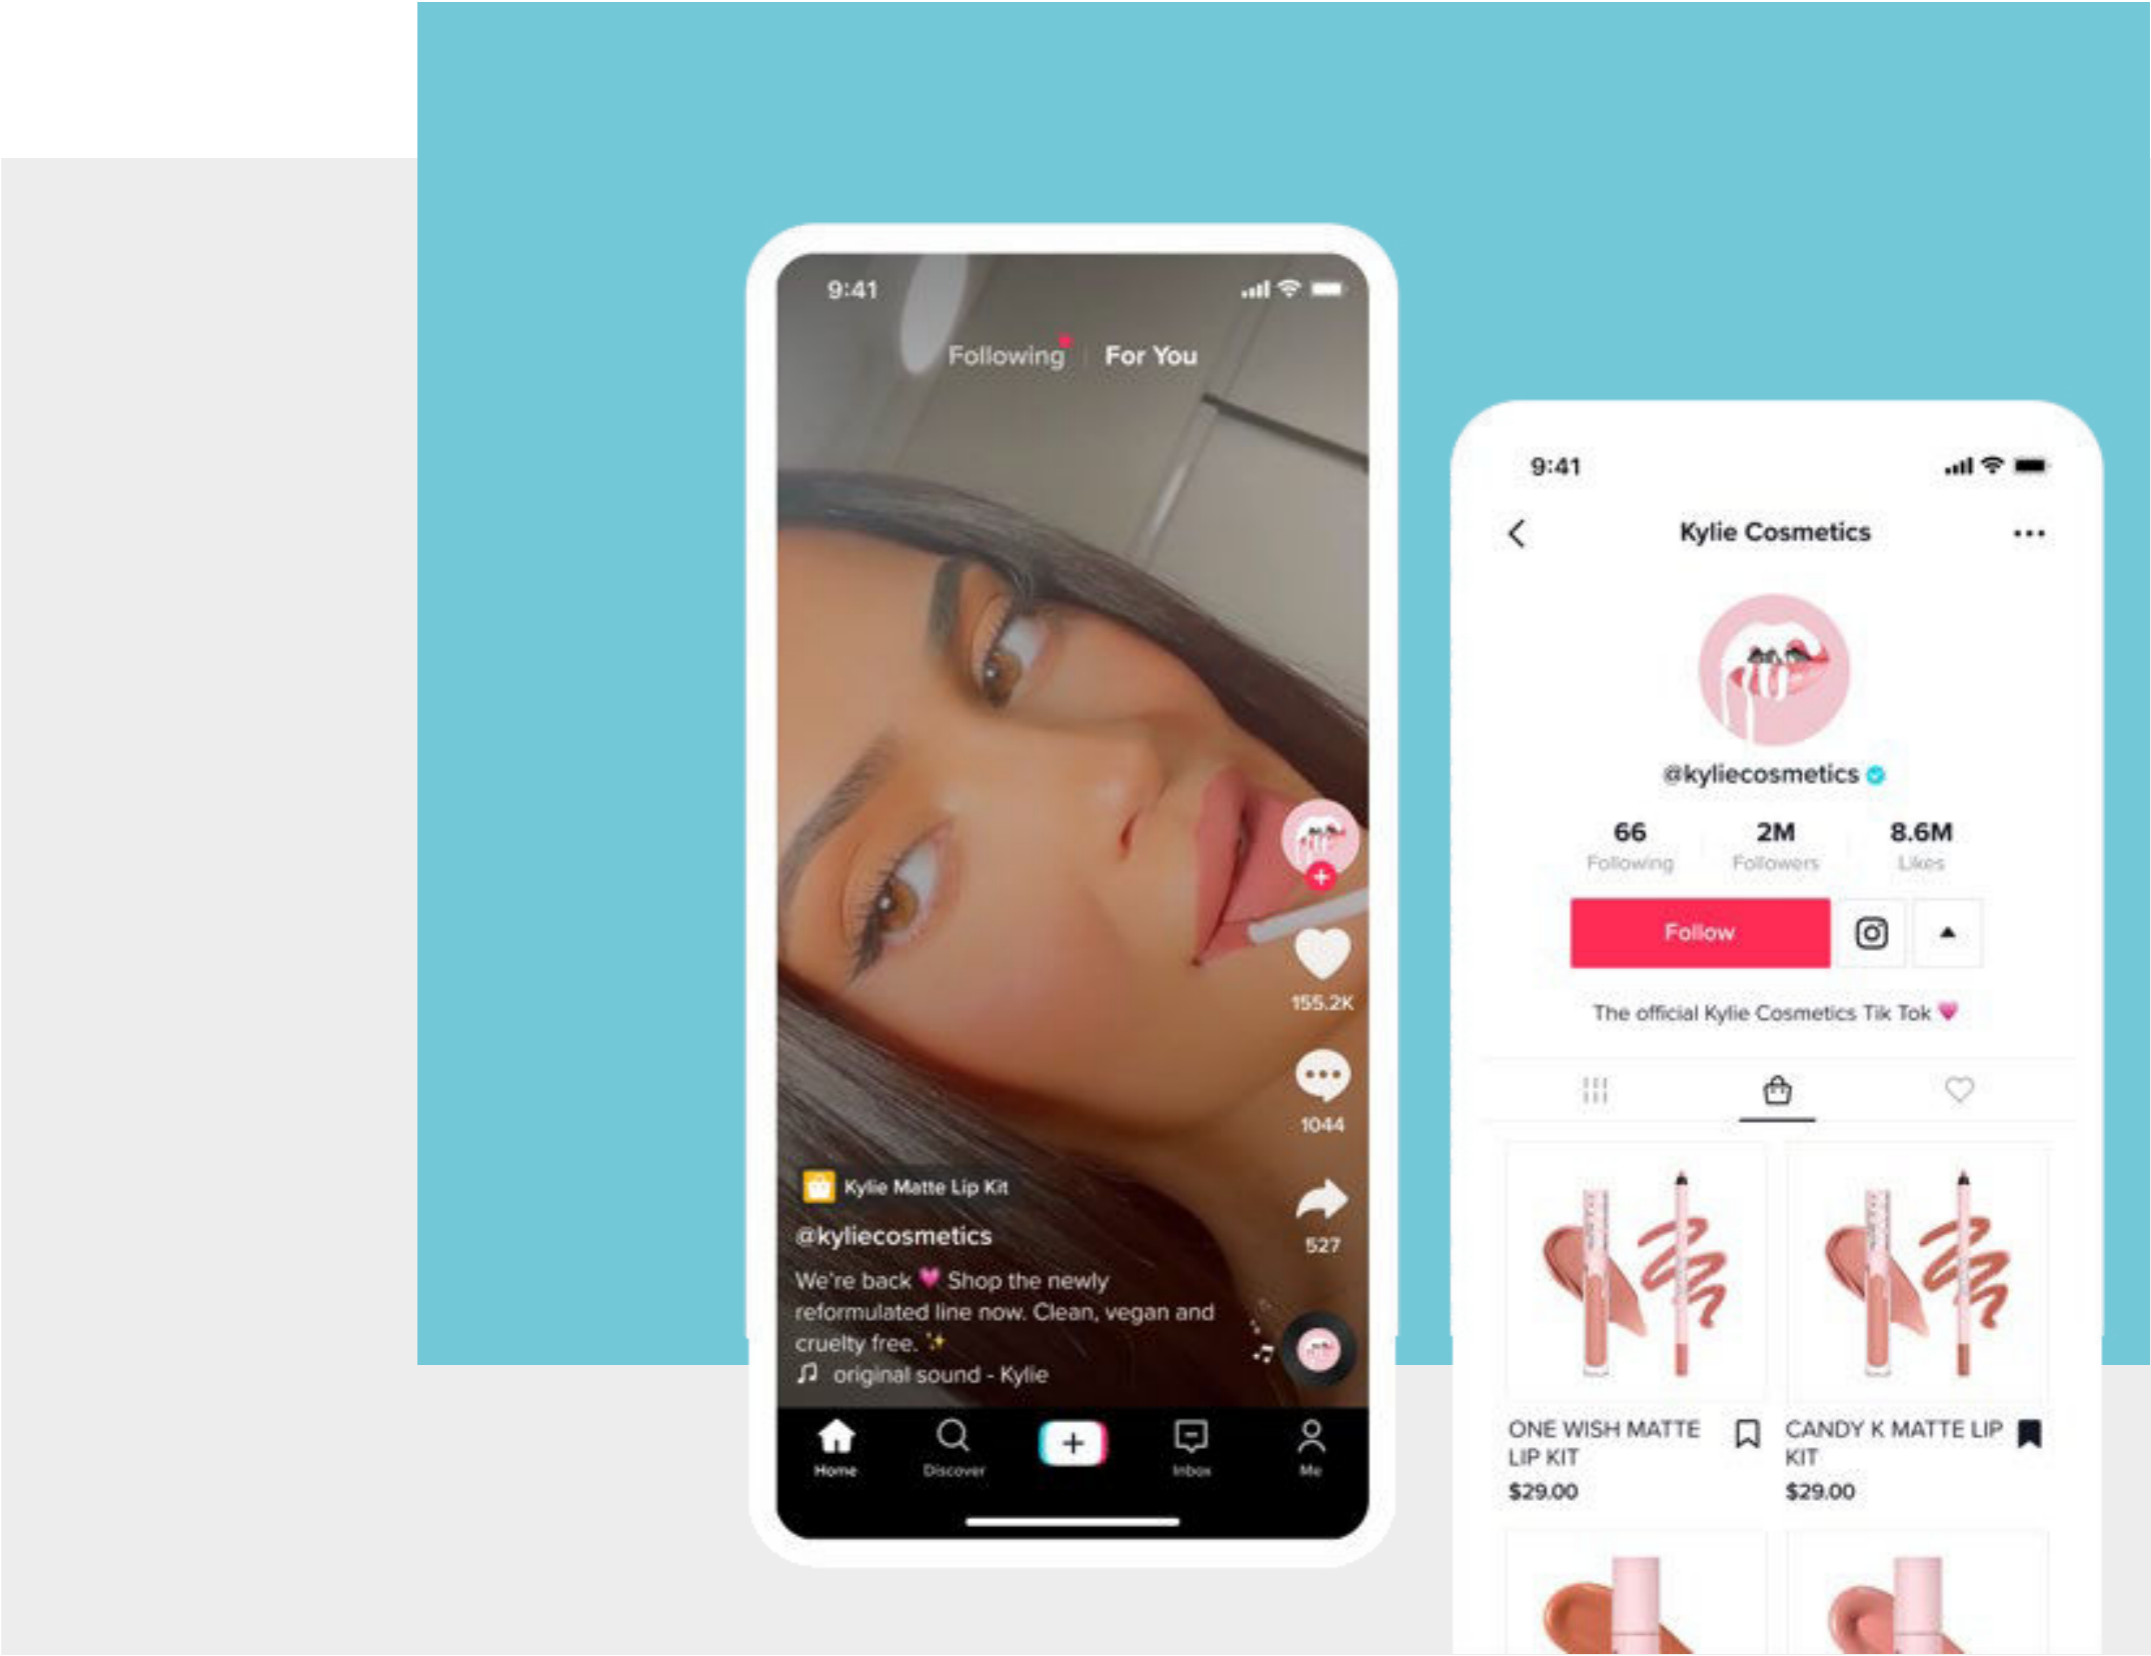 9:41
Following
For You
155.2K
1044
527
Kylie Matte Lip Kit
@kyliecosmetics
We're back 💗 Shop the newly
reformulated line now. Clean, vegan and
cruelty free. ✨
original sound - Kylie
Home
Discover
Inbox
Me
9:41
Kylie Cosmetics
@kyliecosmetics
66
Following
2M
Followers
8.6M
Likes
Follow
The official Kylie Cosmetics Tik Tok 💗
ONE WISH MATTE
LIP KIT
$29.00
CANDY K MATTE LIP
KIT
$29.00